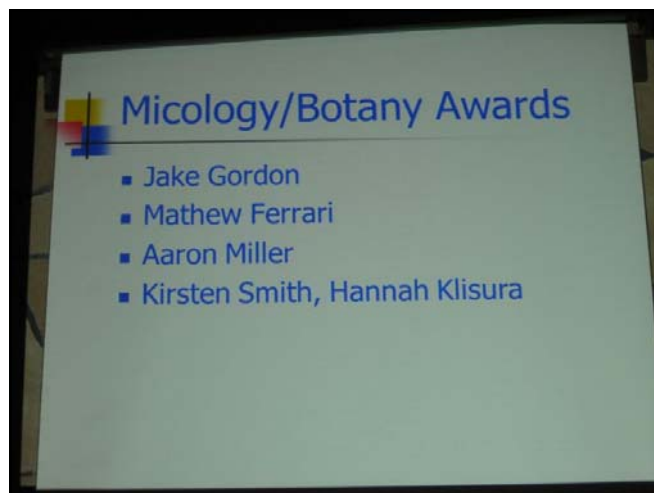 Micology/Botany Awards
Jake Gordon
Mathew Ferrari
Aaron Miller
Kirsten Smith, Hannah Klisura